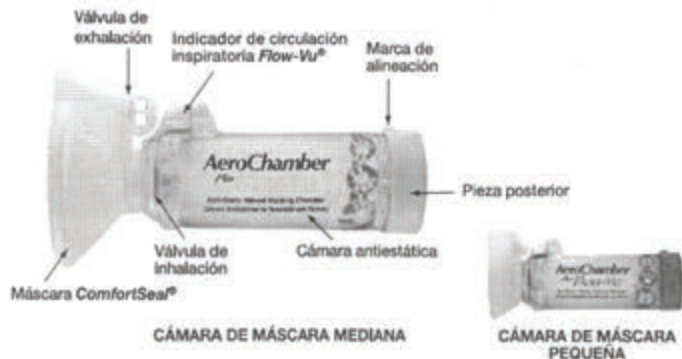 Válvula de
exhalación
Indicador de circulación
inspiratoria Flow-Vu®
Marca de
alineación
AeroChamber
Plus
Pieza posterior
Válvula de
inhalación
Cámara antiestática
Máscara ComfortSeal®
AeroChamber
CÁMARA DE MÁSCARA MEDIANA
CÁMARA DE MÁSCARA
PEQUEÑA